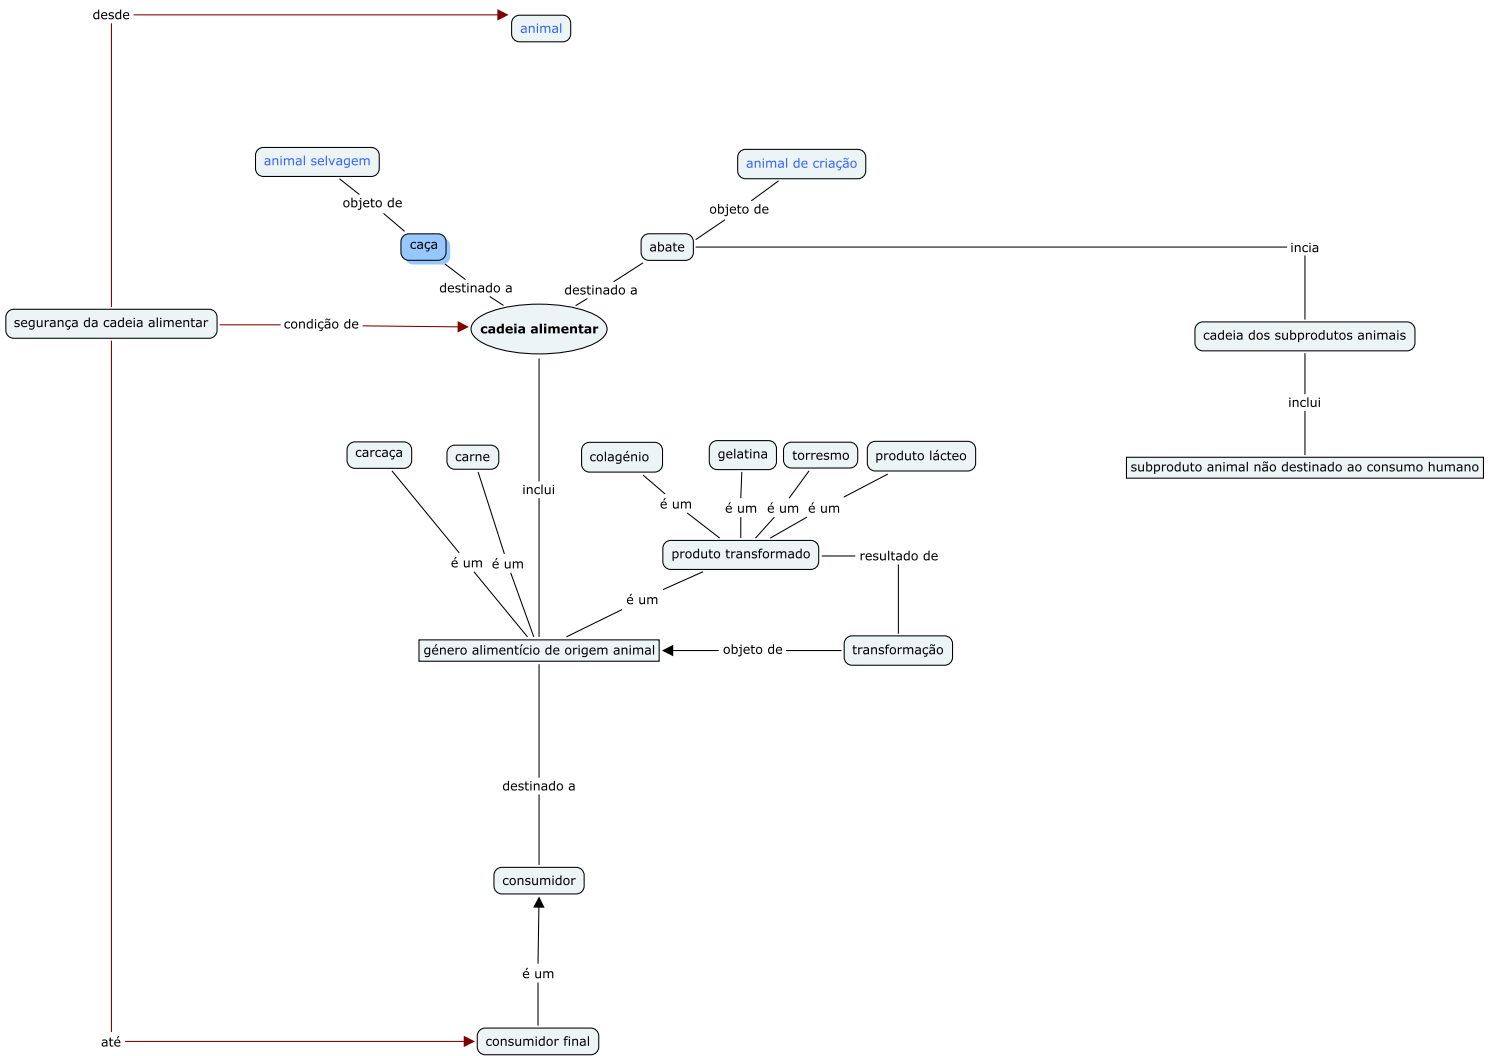 desde
animal
animal selvagem
animal de criação
objeto de
objeto de
caça
abate
incia
destinado a
destinado a
segurança da cadeia alimentar
condição de
cadeia alimentar
cadeia dos subprodutos animais
inclui
carcaça
carne
colagénio
gelatina
torresmo
produto lácteo
subproduto animal não destinado ao consumo humano
inclui
é um
é um
é um
é um
produto transformado
resultado de
é um
é um
é um
género alimentício de origem animal
objeto de
transformação
destinado a
consumidor
é um
até
consumidor final